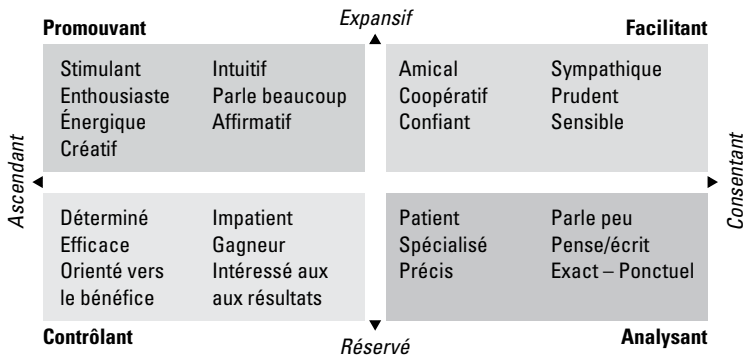 Expansif
Promouvant
Facilitant
Stimulant
Enthousiaste
Énergique
Créatif
Intuitif
Parle beaucoup
Affirmatif
Amical
Coopératif
Confiant
Sympathique
Prudent
Sensible
Ascendant
Consentant
Déterminé
Efficace
Orienté vers
le bénéfice
Impatient
Gagneur
Intéressé aux
aux résultats
Patient
Spécialisé
Précis
Parle peu
Pense/écrit
Exact – Ponctuel
Contrôlant
Réservé
Analysant